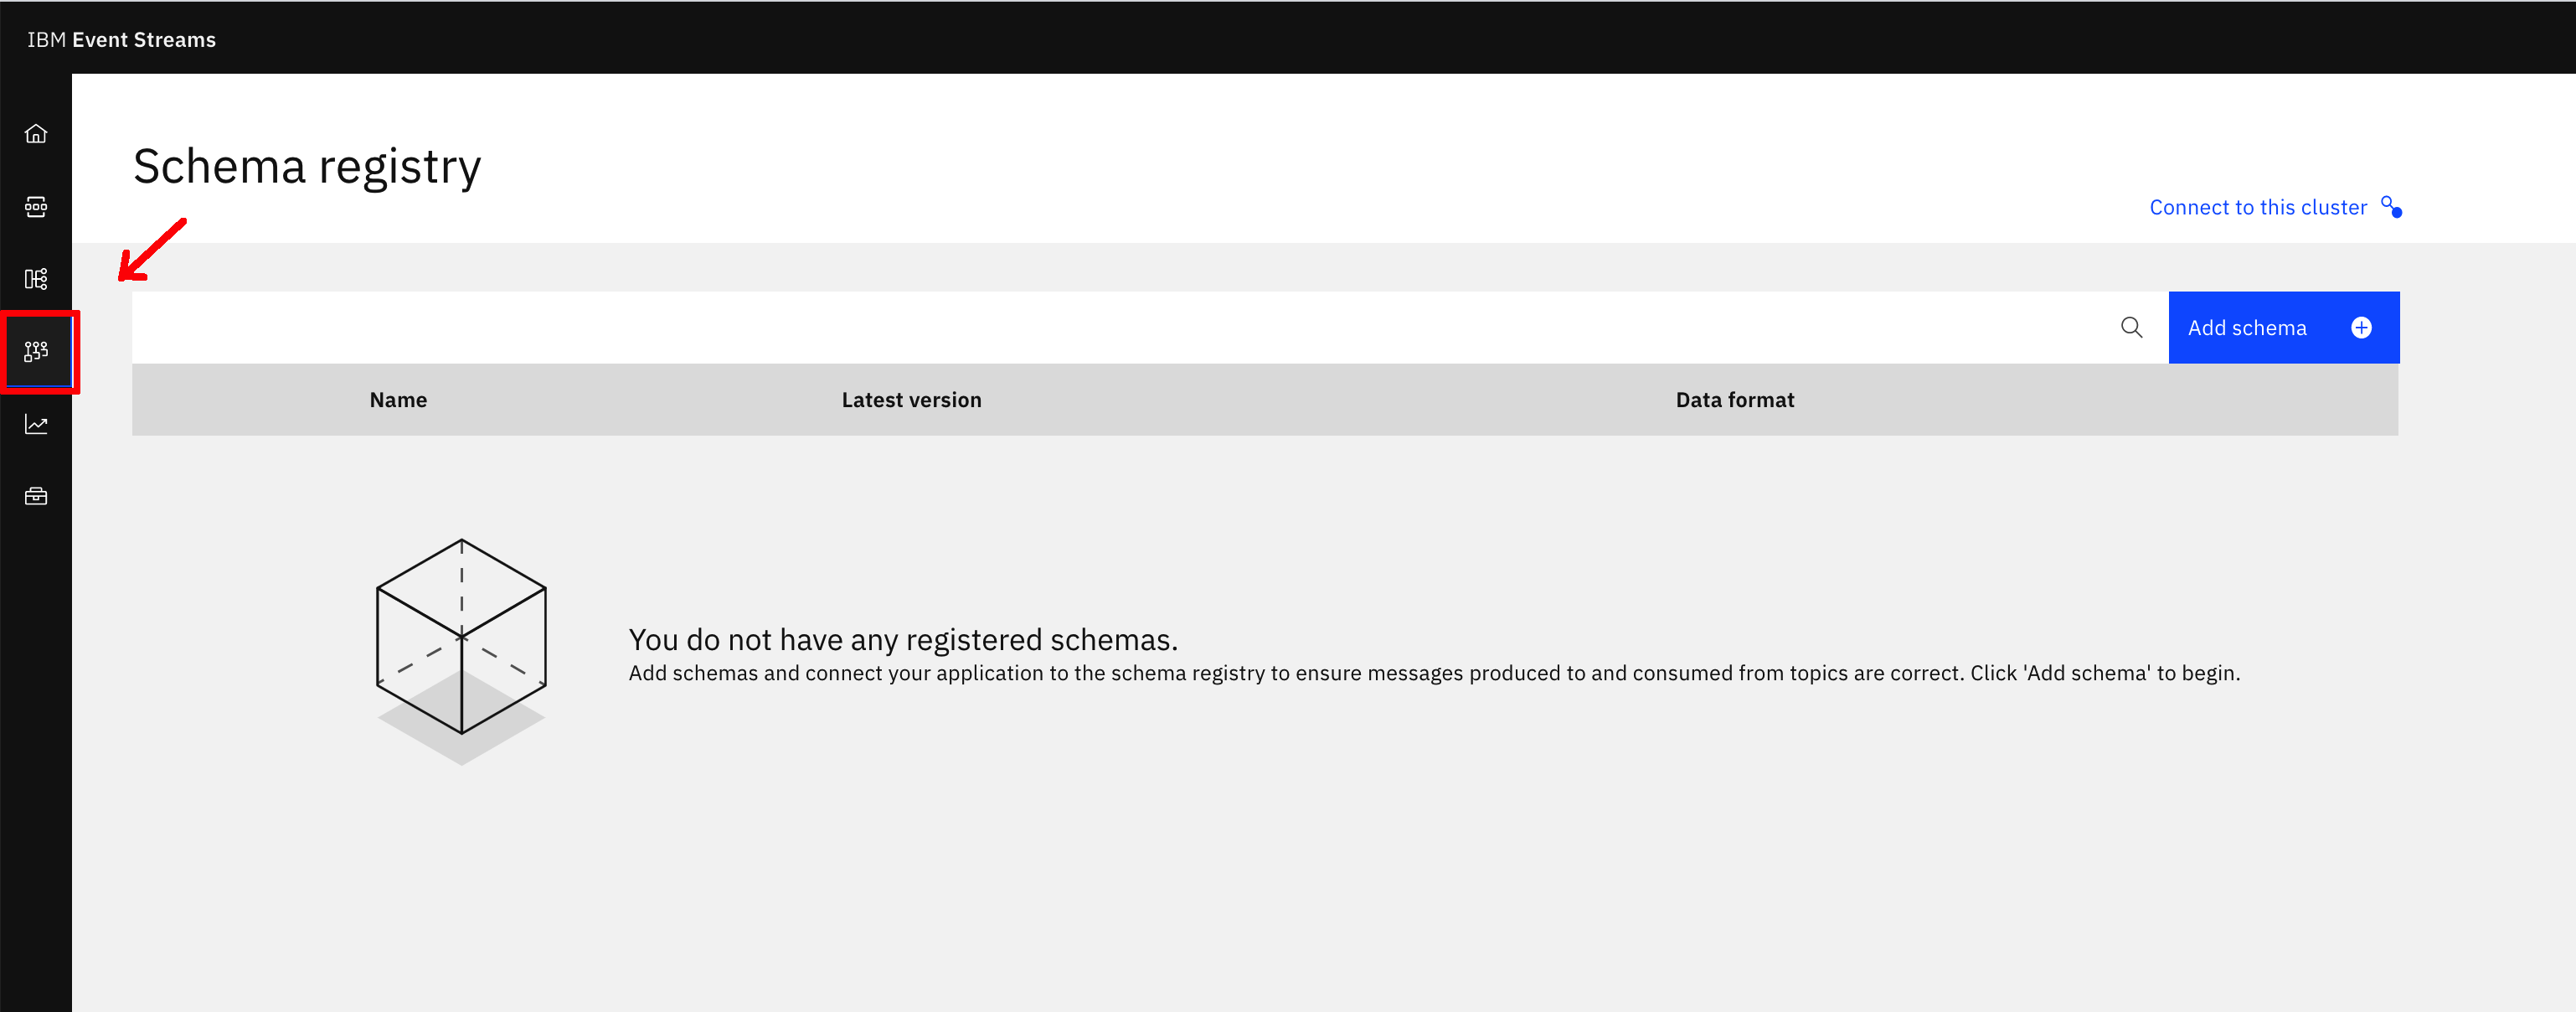 IBM Event Streams
Schema registry
Connect to this cluster
Add schema
Name Latest version Data format
You do not have any registered schemas.
Add schemas and connect your application to the schema registry to ensure messages produced to and consumed from topics are correct. Click 'Add schema' to begin.